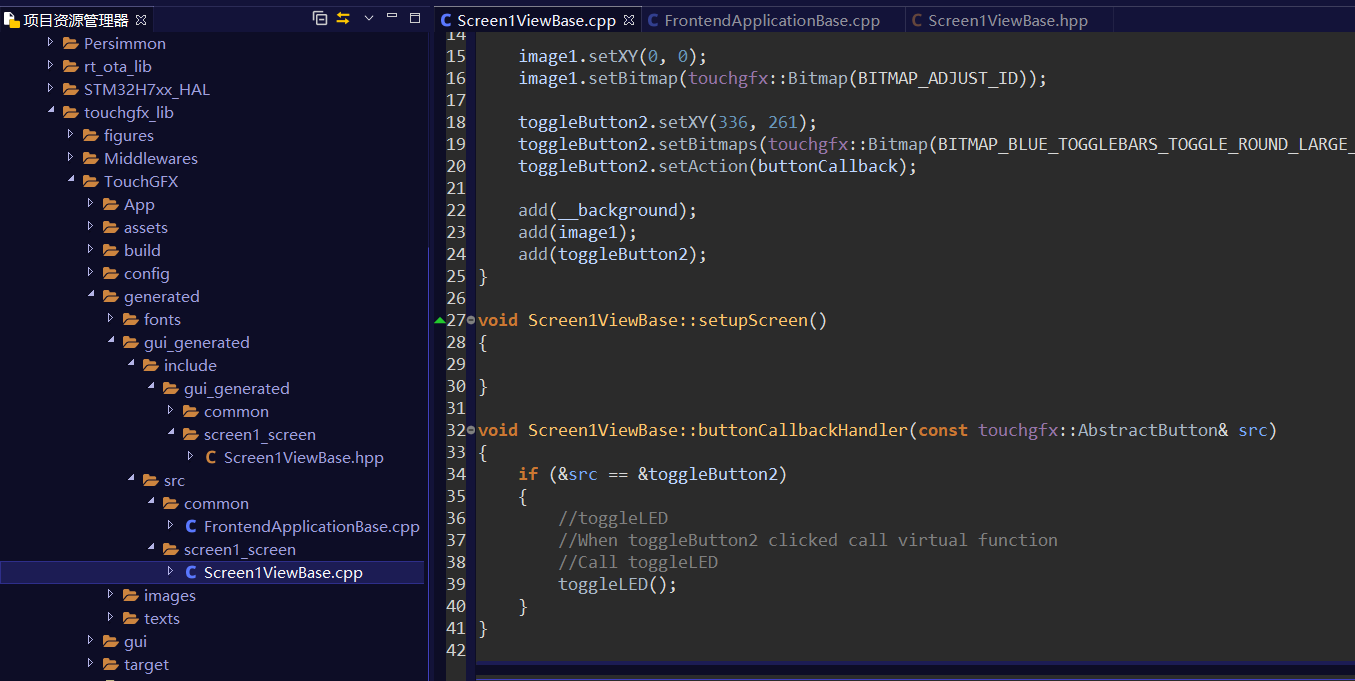 项目资源管理器
Persimmon
rt_ota_lib
STM32H7xx_HAL
touchgfx_lib
figures
Middlewares
TouchGFX
App
assets
build
config
generated
fonts
gui_generated
include
gui_generated
common
screen1_screen
Screen1ViewBase.hpp
src
common
FrontendApplicationBase.cpp
screen1_screen
Screen1ViewBase.cpp
images
texts
gui
target
Screen1ViewBase.cpp FrontendApplicationBase.cpp Screen1ViewBase.hpp
14
15 image1.setXY(0, 0);
16 image1.setBitmap(touchgfx::Bitmap(BITMAP_ADJUST_ID));
17
18 toggleButton2.setXY(336, 261);
19 toggleButton2.setBitmaps(touchgfx::Bitmap(BITMAP_BLUE_TOGGLEBARS_TOGGLE_ROUND_LARGE_
20 toggleButton2.setAction(buttonCallback);
21
22 add(__background);
23 add(image1);
24 add(toggleButton2);
25 }
26
27 void Screen1ViewBase::setupScreen()
28 {
29
30 }
31
32 void Screen1ViewBase::buttonCallbackHandler(const touchgfx::AbstractButton& src)
33 {
34 if (&src == &toggleButton2)
35 {
36 //toggleLED
37 //When toggleButton2 clicked call virtual function
38 //Call toggleLED
39 toggleLED();
40 }
41 }
42